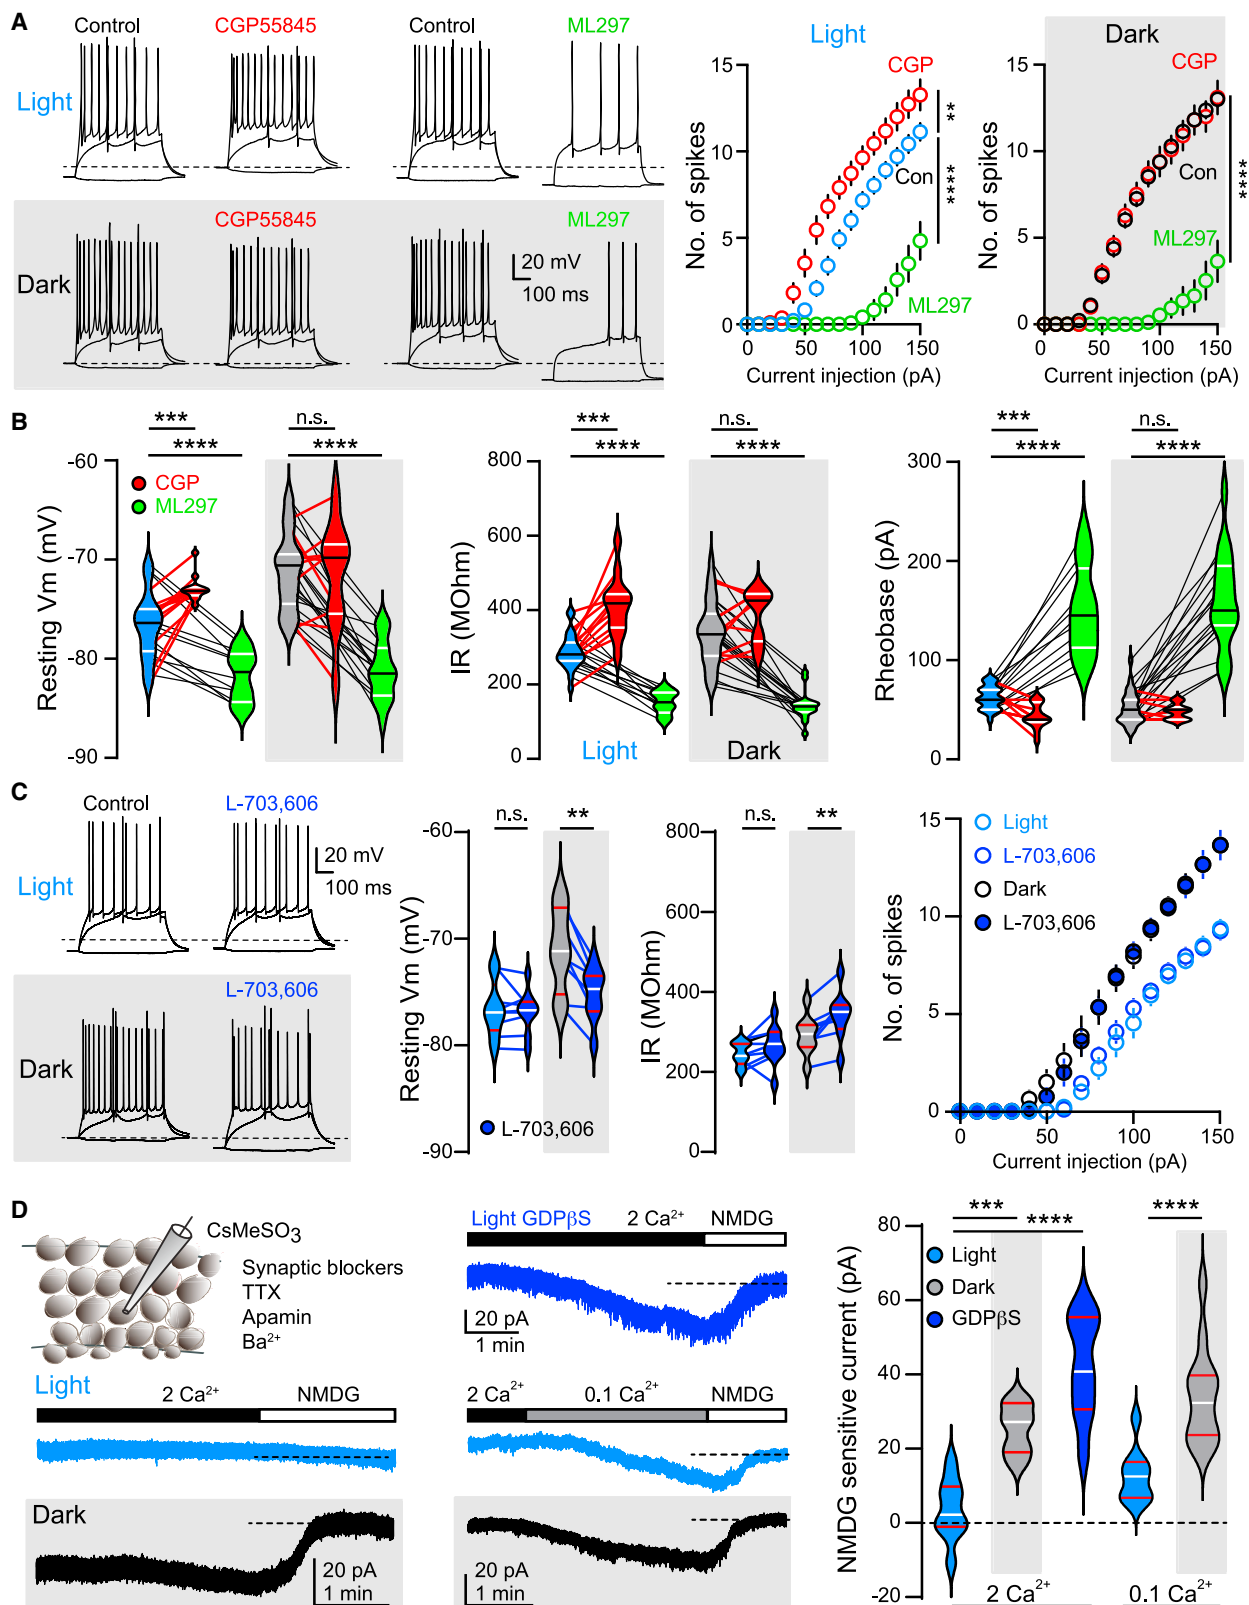 A
Control
CGP55845
Control
ML297
Light
CGP55845
ML297
Dark
20 mV
100 ms
Light
15
CGP
*
10
Con
****
5
ML297
0
No. of spikes
0 50 100 150
Current injection (pA)
Dark
15
CGP
10
Con
****
5
ML297
0
No. of spikes
0 50 100 150
Current injection (pA)
B
***
****
n.s.
****
-60
CGP
ML297
-70
-80
-90
Resting Vm (mV)
***
****
n.s.
****
800
600
400
200
0
IR (MOhm)
Light
Dark
***
****
n.s.
****
300
200
100
0
Rheobase (pA)
C
Control
L-703,606
20 mV
100 ms
Light
L-703,606
Dark
n.s.
**
-60
-70
-80
-90
Resting Vm (mV)
L-703,606
n.s.
**
800
600
400
200
0
IR (MOhm)
15
Light
L-703,606
Dark
L-703,606
10
5
0
No. of spikes
0 50 100 150
Current injection (pA)
D
CsMeSO3
Synaptic blockers
TTX
Apamin
Ba2+
Light GDPβS
2 Ca2+
NMDG
20 pA
1 min
Light
2 Ca2+
NMDG
2 Ca2+
0.1 Ca2+
NMDG
Dark
20 pA
1 min
20 pA
1 min
***
****
****
80
Light
Dark
GDPβS
60
40
20
0
-20
NMDG sensitive current (pA)
2 Ca2+
0.1 Ca2+